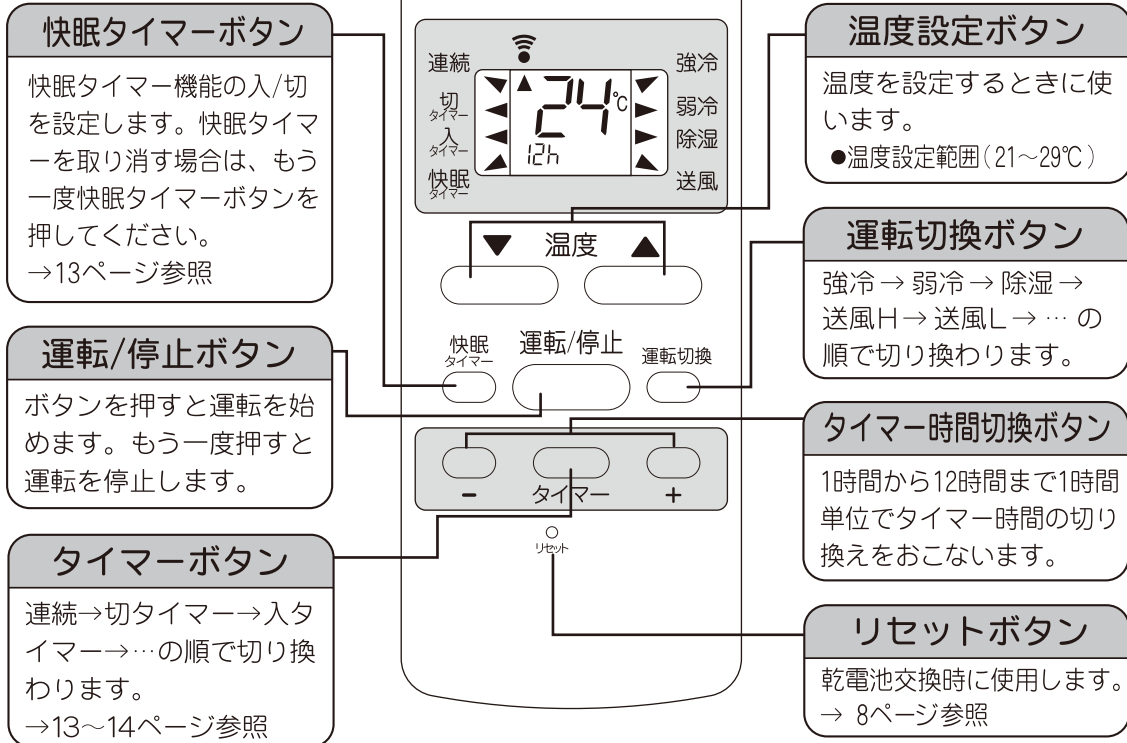 快眠タイマーボタン
快眠タイマー機能の入/切
を設定します。快眠タイマ
ーを取り消す場合は、もう
一度快眠タイマーボタンを
押してください。
→13ページ参照
運転/停止ボタン
ボタンを押すと運転を始
めます。もう一度押すと
運転を停止します。
タイマーボタン
連続→切タイマー→入タ
イマー→…の順で切り換
わります。
→13〜14ページ参照
連続
切
タイマー
入
タイマー
快眠
タイマー
24℃
12h
強冷
弱冷
除湿
送風
▼ 温度 ▲
快眠
タイマー
運転/停止
運転切換
− タイマー +
リセット
温度設定ボタン
温度を設定するときに使
います。
●温度設定範囲(21〜29℃)
運転切換ボタン
強冷→弱冷→除湿→
送風H→送風L→…の
順で切り換わります。
タイマー時間切換ボタン
1時間から12時間まで1時間
単位でタイマー時間の切り
換えをおこないます。
リセットボタン
乾電池交換時に使用します。
→ 8ページ参照